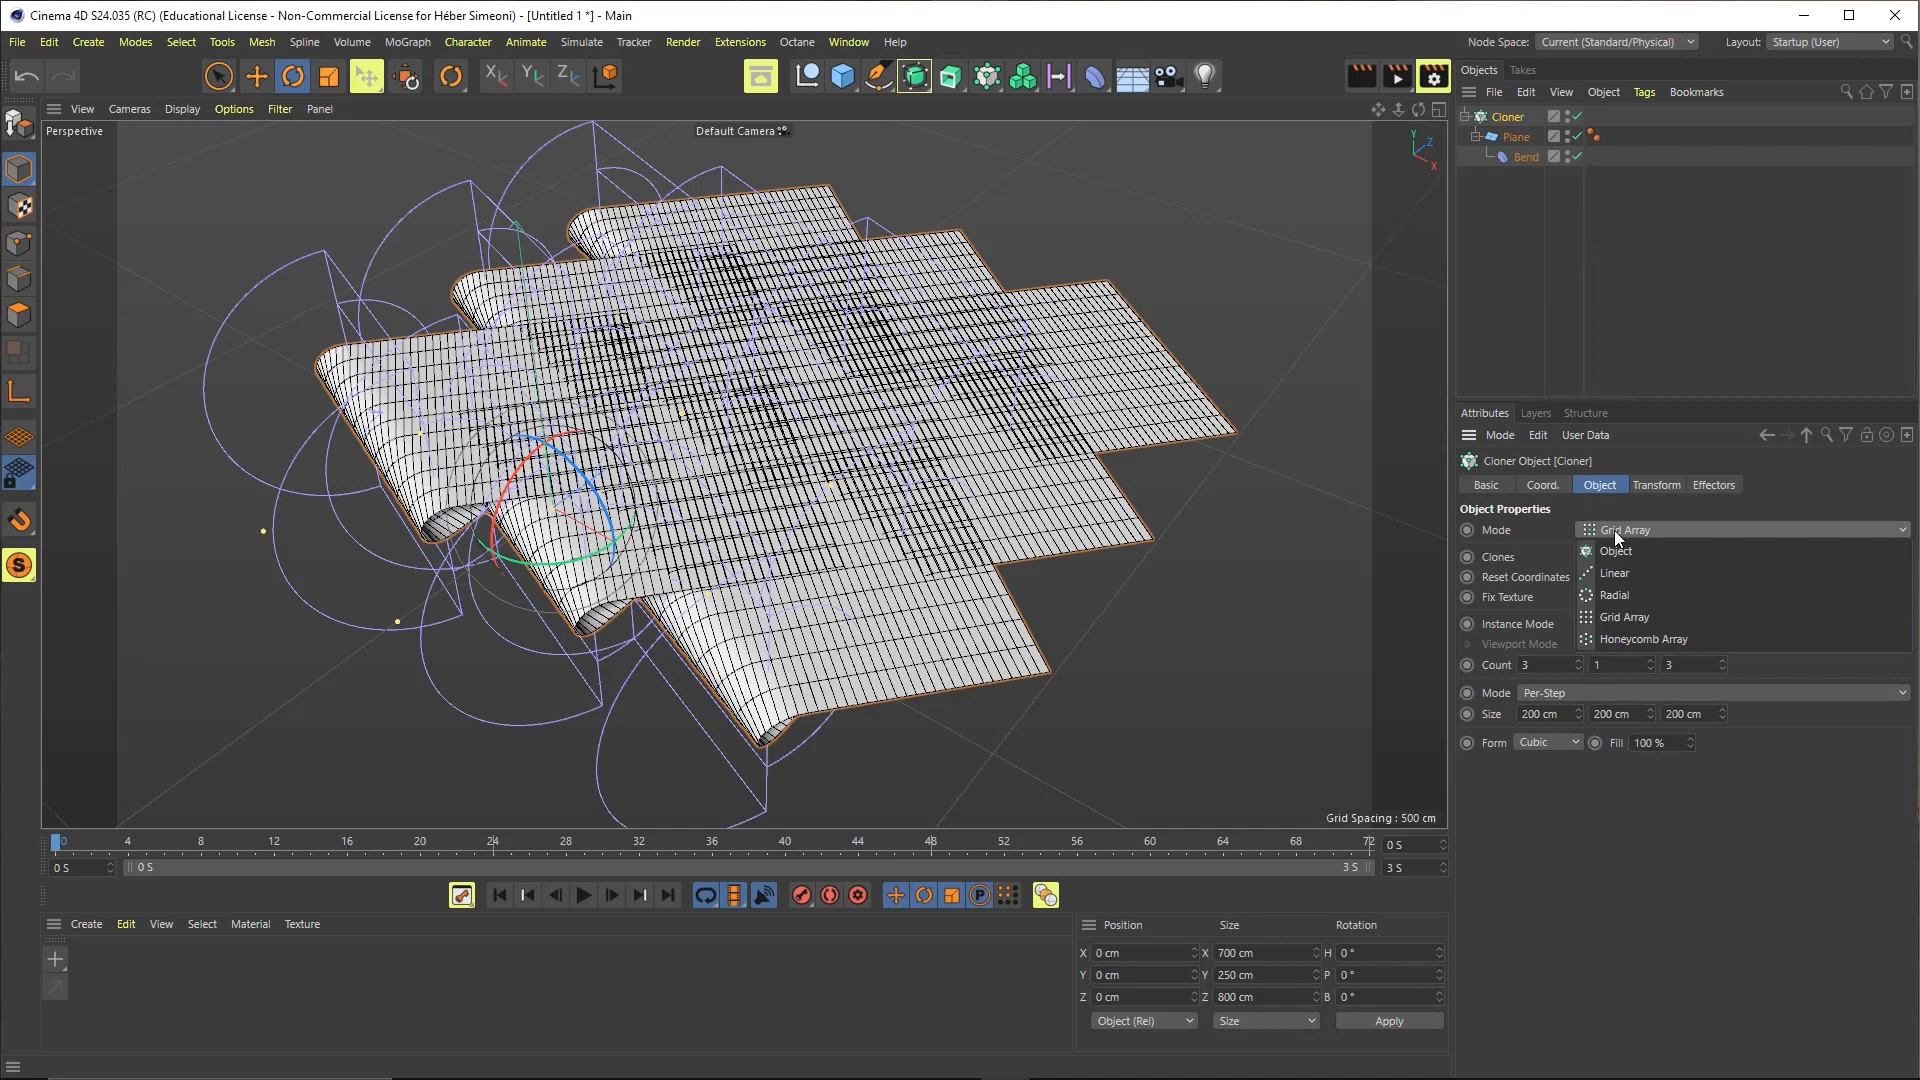 Cinema 4D S24.035 (RC) (Educational License - Non-Commercial License for Héber Simeoni) - [Untitled 1 *] - Main
File Edit Create Modes Select Tools Mesh Spline Volume MoGraph Character Animate Simulate Tracker Render Extensions Octane Window Help
Node Space: Current (Standard/Physical) Layout: Startup (User)
Objects Takes
File Edit View Object Tags Bookmarks
View Cameras Display Options Filter Panel
Perspective
Default Camera
Y
Z
X
Cloner
Plane
Bend
Attributes Layers Structure
Mode Edit User Data
Cloner Object [Cloner]
Basic Coord. Object Transform Effectors
Object Properties
Mode Grid Array
Object
Linear
Radial
Grid Array
Honeycomb Array
Clones
Reset Coordinates
Fix Texture
Instance Mode
Viewport Mode
Count 3 1 3
Mode Per-Step
Size 200 cm 200 cm 200 cm
Form Cubic Fill 100 %
Grid Spacing : 500 cm
0 4 8 12 16 20 24 28 32 36 40 44 48 52 56 60 64 68 72
0 S
0 S 0 S 3 S 3 S
Create Edit View Select Material Texture
Position Size Rotation
X 0 cm X 700 cm H 0 °
Y 0 cm Y 250 cm P 0 °
Z 0 cm Z 800 cm B 0 °
Object (Rel) Size Apply